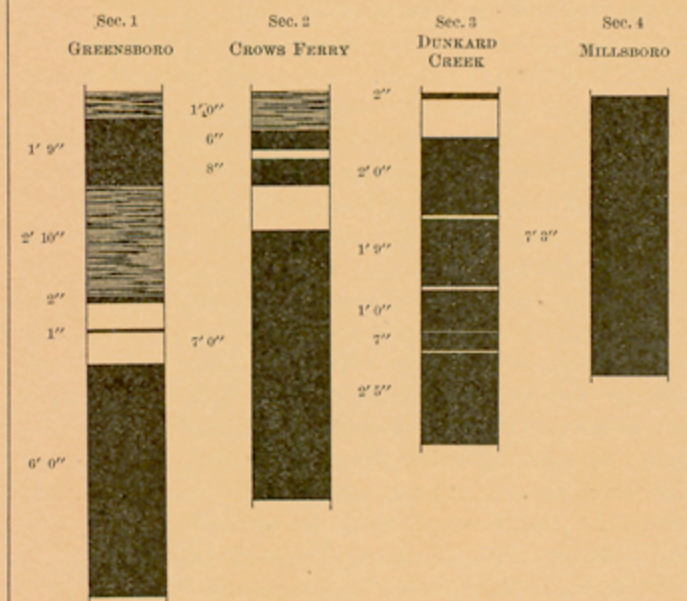 Sec. 1
GREENSBORO
1' 9"
2' 10"
2"
1"
6' 0"
Sec. 2
CROWS FERRY
1' 0"
6"
8"
7' 0"
Sec. 3
DUNKARD
CREEK
2"
2' 0"
1' 9"
1' 0"
7"
2' 5"
Sec. 4
MILLSBORO
7' 3"